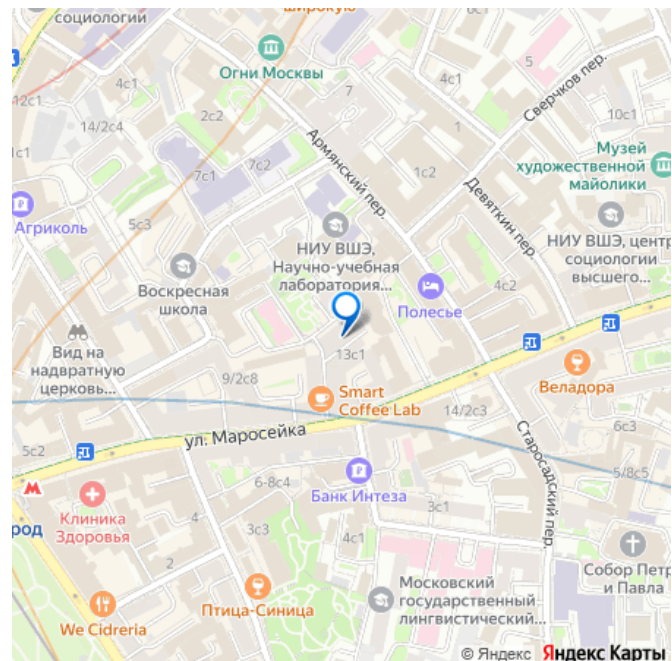 социологии
широкую
Огни Москвы
4с1
12с1
14/2с4
2с2
7
5
4с1
Сверчков пер.
10с1
1
1с1
7с1
7с2
Армянский пер.
1с2
Девяткин пер.
Музей
художественной
майолики
Агриколь
5с3
НИУ ВШЭ,
Научно-учебная
лаборатория...
НИУ ВШЭ, центр
социологии
высшего...
Воскресная
школа
Полесье
4с2
Вид на
надвратную
церковь...
9/2с8
13с1
Smart
Coffee Lab
Веладора
14/2с3
6с3
ул. Маросейка
5с2
Старосадский пер.
5/8с5
6-8с4
Банк Интеза
Клиника
Здоровья
род
3с3
4с1
3с1
2
4
Собор Петра
и Павла
We Cidreria
Птица-Синица
Московский
государственный
лингвистический...
© Яндекс Яндекс Карты